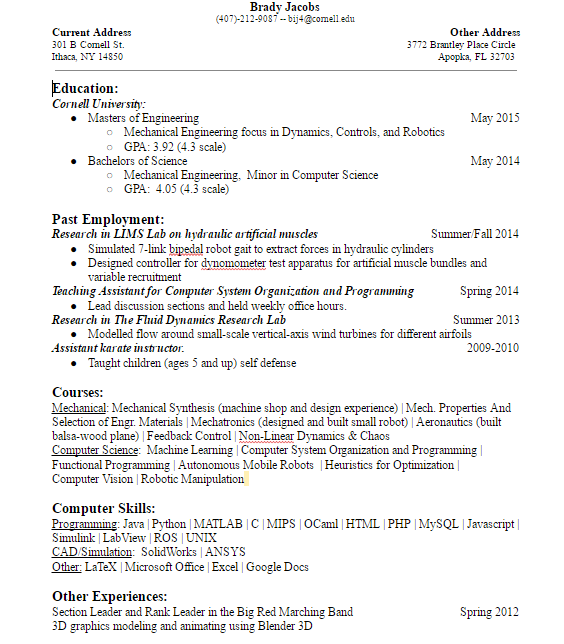 Brady Jacobs
(407)-212-9087 -- bij4@cornell.edu
Current Address Other Address
301 B Cornell St. 3772 Brantley Place Circle
Ithaca, NY 14850 Apopka, FL 32703
Education:
Cornell University:
● Masters of Engineering May 2015
○ Mechanical Engineering focus in Dynamics, Controls, and Robotics
○ GPA: 3.92 (4.3 scale)
● Bachelors of Science May 2014
○ Mechanical Engineering, Minor in Computer Science
○ GPA: 4.05 (4.3 scale)
Past Employment:
Research in LIMS Lab on hydraulic artificial muscles Summer/Fall 2014
● Simulated 7-link bipedal robot gait to extract forces in hydraulic cylinders
● Designed controller for dynomometer test apparatus for artificial muscle bundles and
variable recruitment
Teaching Assistant for Computer System Organization and Programming Spring 2014
● Lead discussion sections and held weekly office hours.
Research in The Fluid Dynamics Research Lab Summer 2013
● Modelled flow around small-scale vertical-axis wind turbines for different airfoils
Assistant karate instructor. 2009-2010
● Taught children (ages 5 and up) self defense
Courses:
Mechanical: Mechanical Synthesis (machine shop and design experience) | Mech. Properties And
Selection of Engr. Materials | Mechatronics (designed and built small robot) | Aeronautics (built
balsa-wood plane) | Feedback Control | Non-Linear Dynamics & Chaos
Computer Science: Machine Learning | Computer System Organization and Programming |
Functional Programming | Autonomous Mobile Robots | Heuristics for Optimization |
Computer Vision | Robotic Manipulation
Computer Skills:
Programming: Java | Python | MATLAB | C | MIPS | OCaml | HTML | PHP | MySQL | Javascript |
Simulink | LabView | ROS | UNIX
CAD/Simulation: SolidWorks | ANSYS
Other: LaTeX | Microsoft Office | Excel | Google Docs
Other Experiences:
Section Leader and Rank Leader in the Big Red Marching Band Spring 2012
3D graphics modeling and animating using Blender 3D